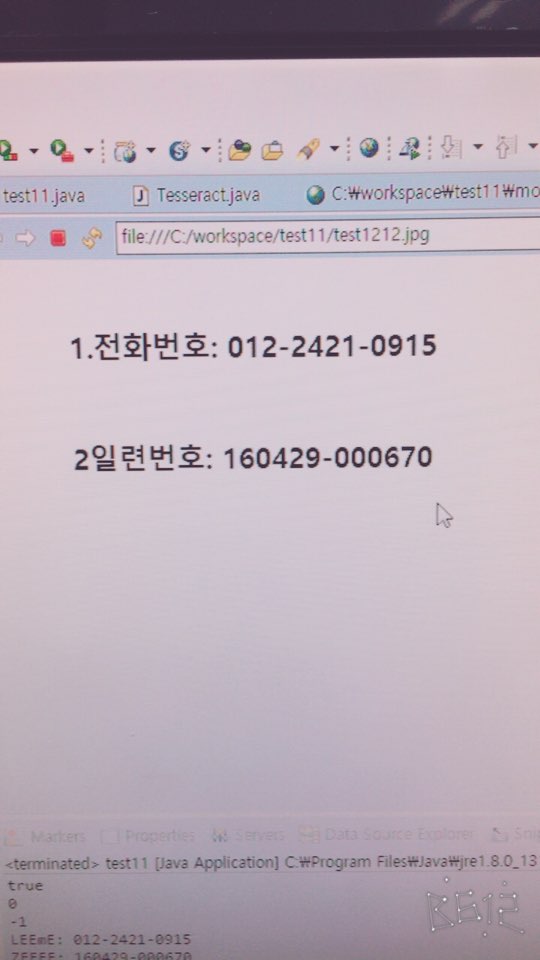 test11.java Tesseract.java C:₩workspace₩test11₩mo
file:///C:/workspace/test11/test1212.jpg
1.전화번호: 012-2421-0915
2일련번호: 160429-000670
Markers Properties Servers Data Source Explorer Snip
<terminated> test11 [Java Application] C:₩Program Files₩Java₩jre1.8.0_13
true
0
-1
LEEmE: 012-2421-0915
ZEEEE: 160429-000670
B612